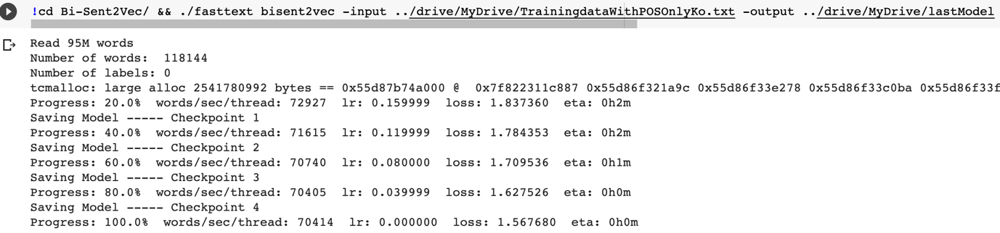 !cd Bi-Sent2Vec/ && ./fasttext bisent2vec -input ../drive/MyDrive/TrainingdataWithPOSOnlyKo.txt -output ../drive/MyDrive/lastModel
Read 95M words
Number of words:  118144
Number of labels: 0
tcmalloc: large alloc 2541780992 bytes == 0x55d87b74a000 @  0x7f822311c887 0x55d86f321a9c 0x55d86f33e278 0x55d86f33c0ba 0x55d86f33f
Progress: 20.0%  words/sec/thread: 72927  lr: 0.159999  loss: 1.837360  eta: 0h2m
Saving Model ----- Checkpoint 1
Progress: 40.0%  words/sec/thread: 71615  lr: 0.119999  loss: 1.784353  eta: 0h2m
Saving Model ----- Checkpoint 2
Progress: 60.0%  words/sec/thread: 70740  lr: 0.080000  loss: 1.709536  eta: 0h1m
Saving Model ----- Checkpoint 3
Progress: 80.0%  words/sec/thread: 70405  lr: 0.039999  loss: 1.627526  eta: 0h0m
Saving Model ----- Checkpoint 4
Progress: 100.0%  words/sec/thread: 70414  lr: 0.000000  loss: 1.567680  eta: 0h0m